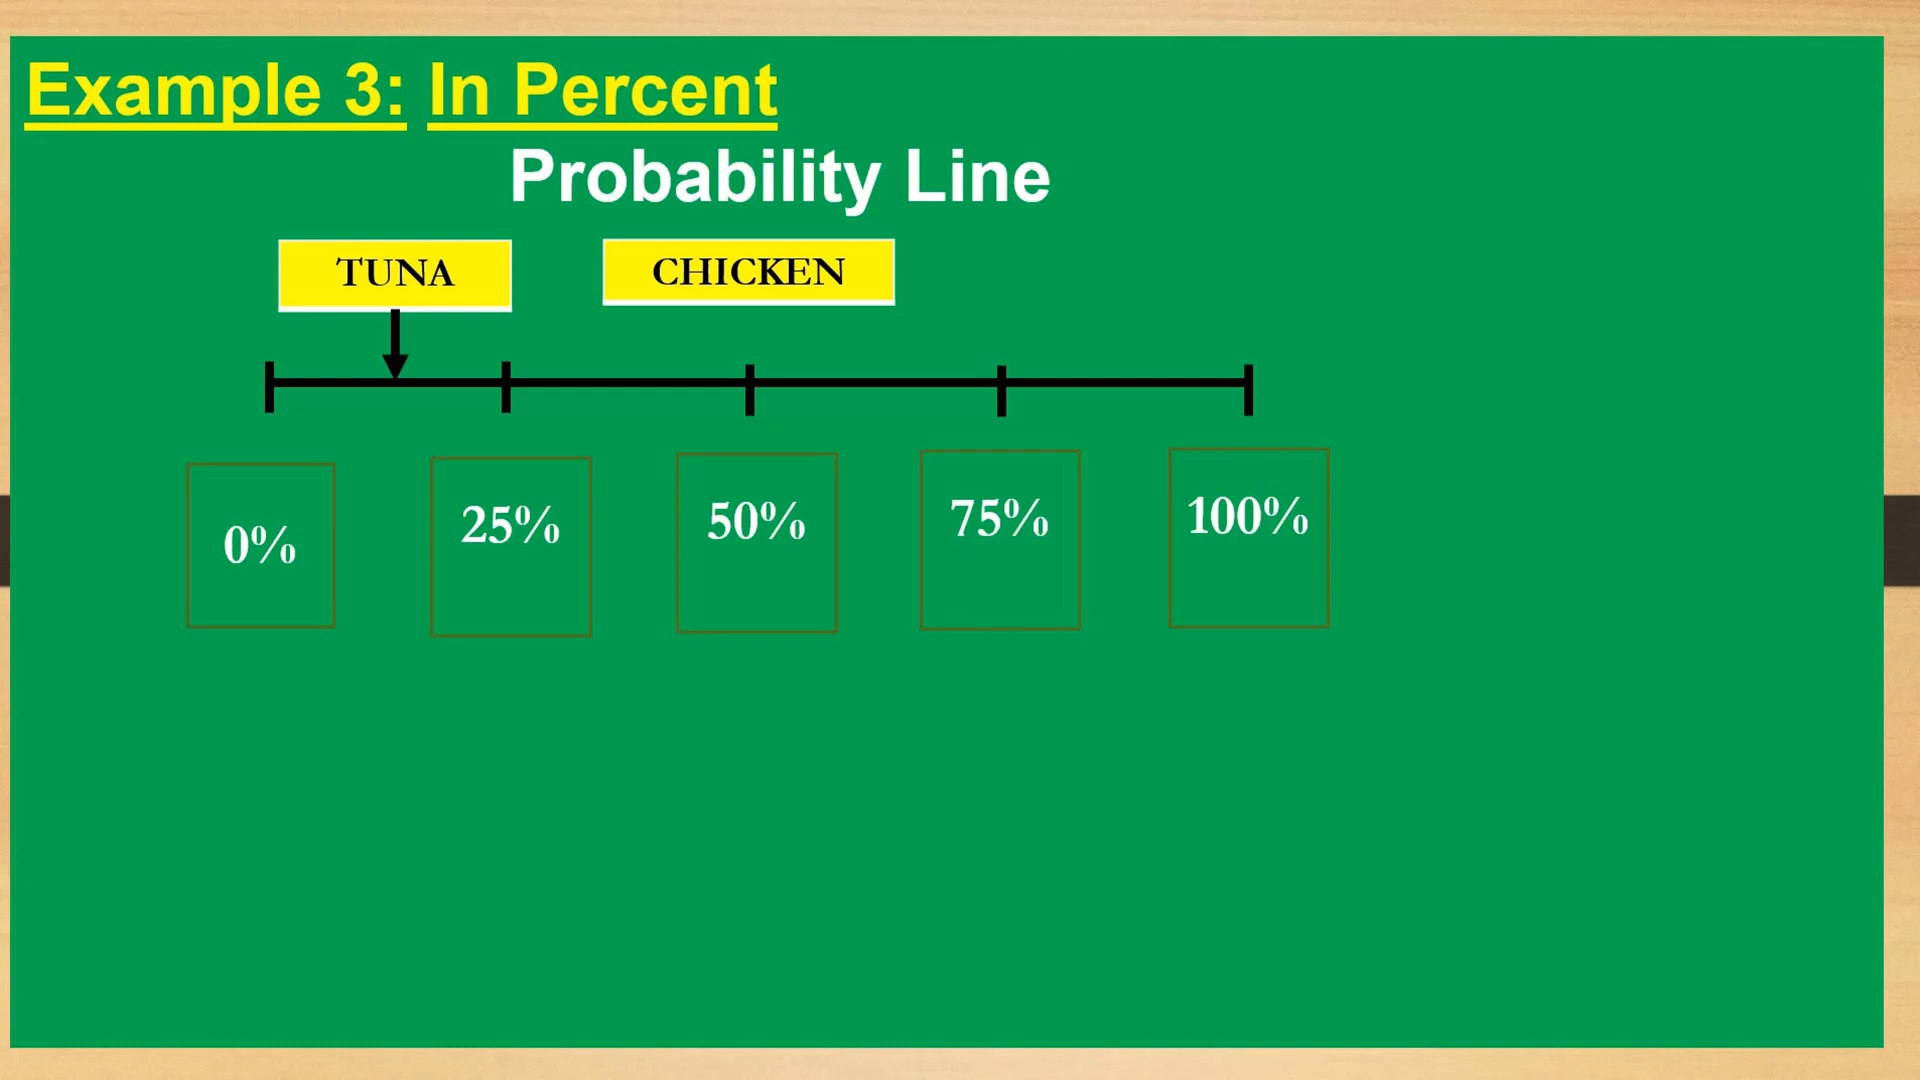 Example 3: In Percent
Probability Line
TUNA CHICKEN
0% 25% 50% 75% 100%